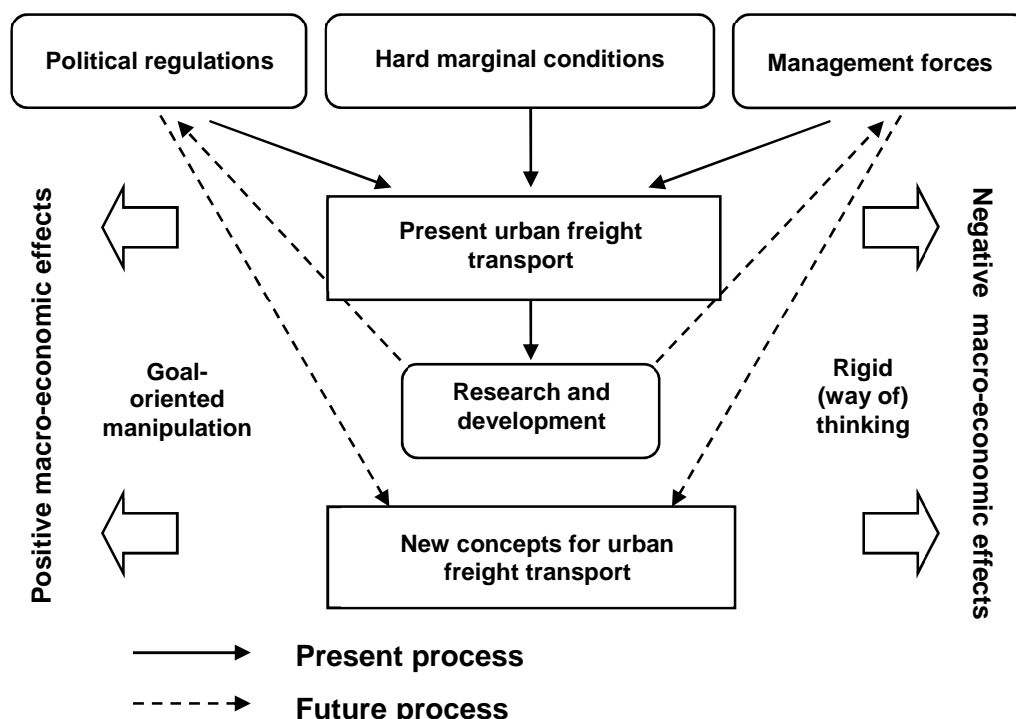 Political regulations
Hard marginal conditions
Management forces
Positive macro-economic effects
Negative macro-economic effects
Present urban freight
transport
Goal-
oriented
manipulation
Research and
development
Rigid
(way of)
thinking
New concepts for urban
freight transport
Present process
Future process